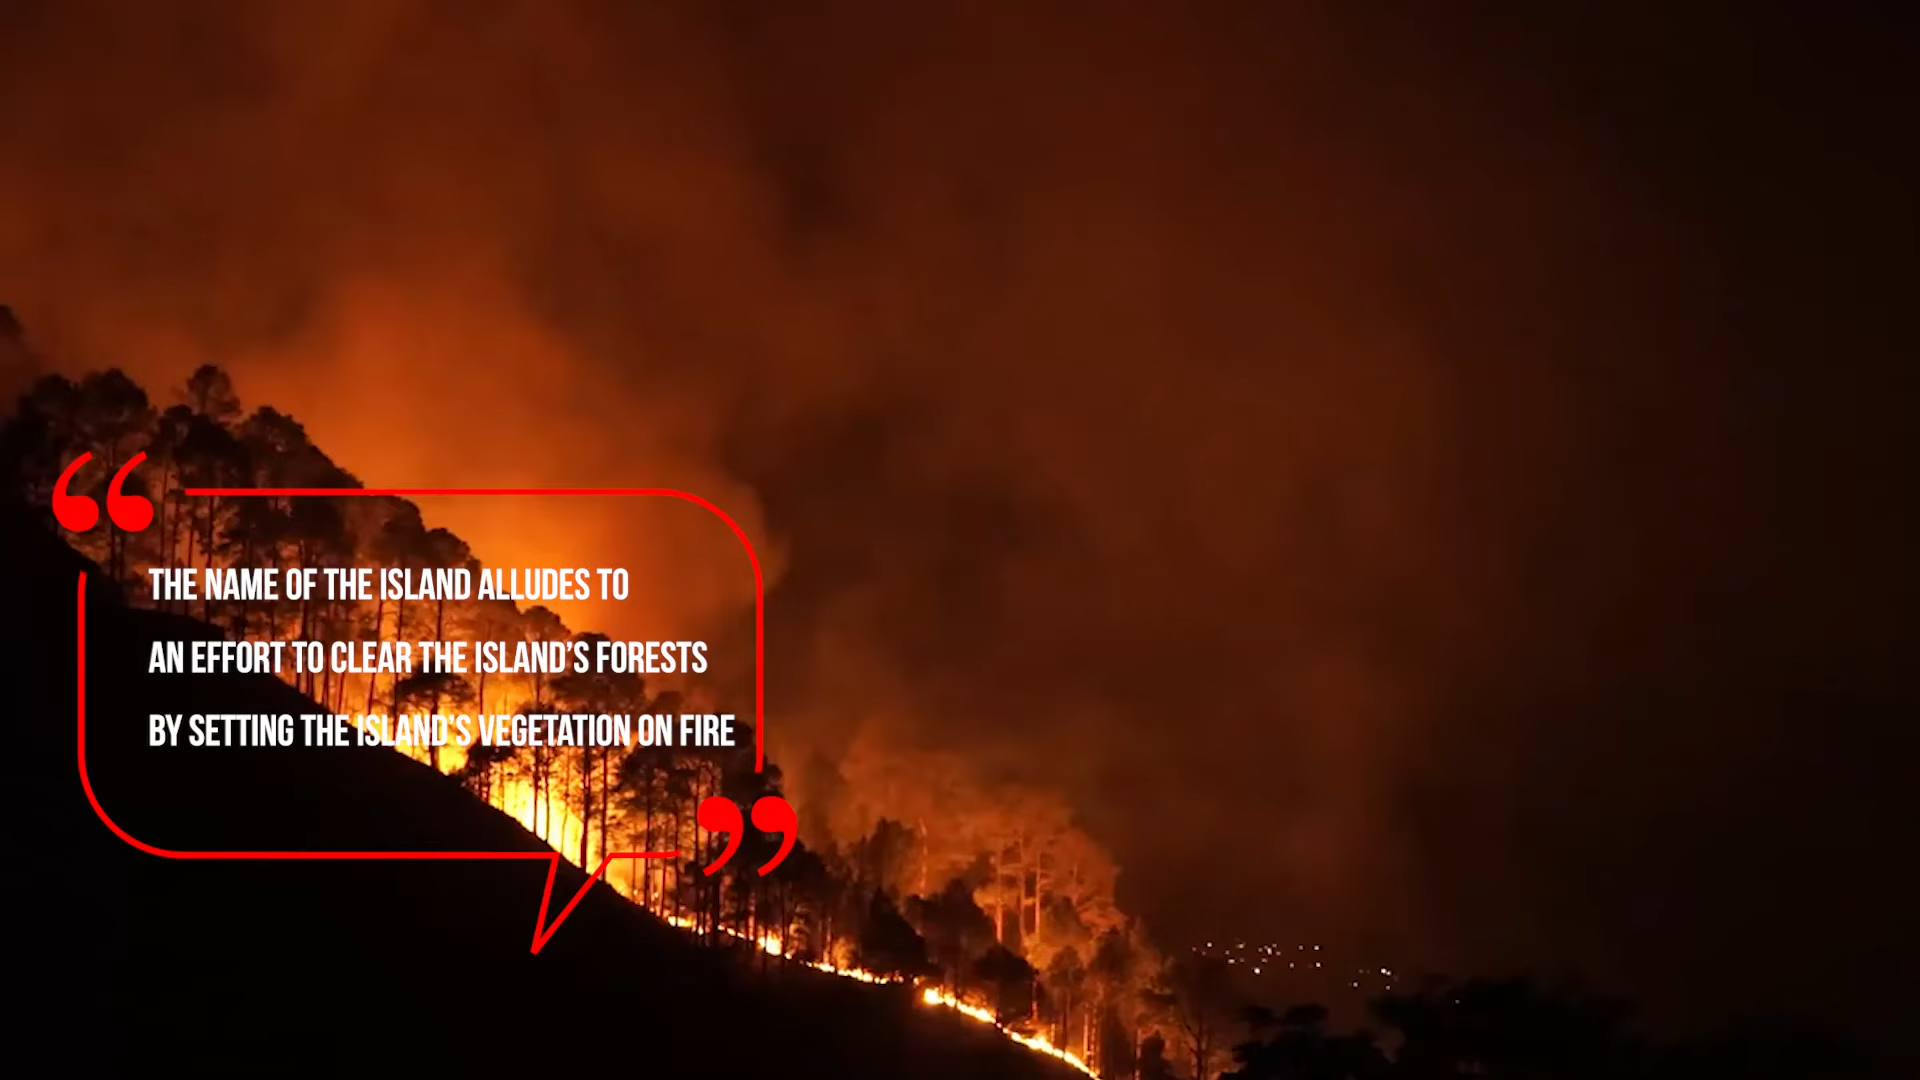 THE NAME OF THE ISLAND ALLUDES TO
AN EFFORT TO CLEAR THE ISLAND’S FORESTS
BY SETTING THE ISLAND’S VEGETATION ON FIRE